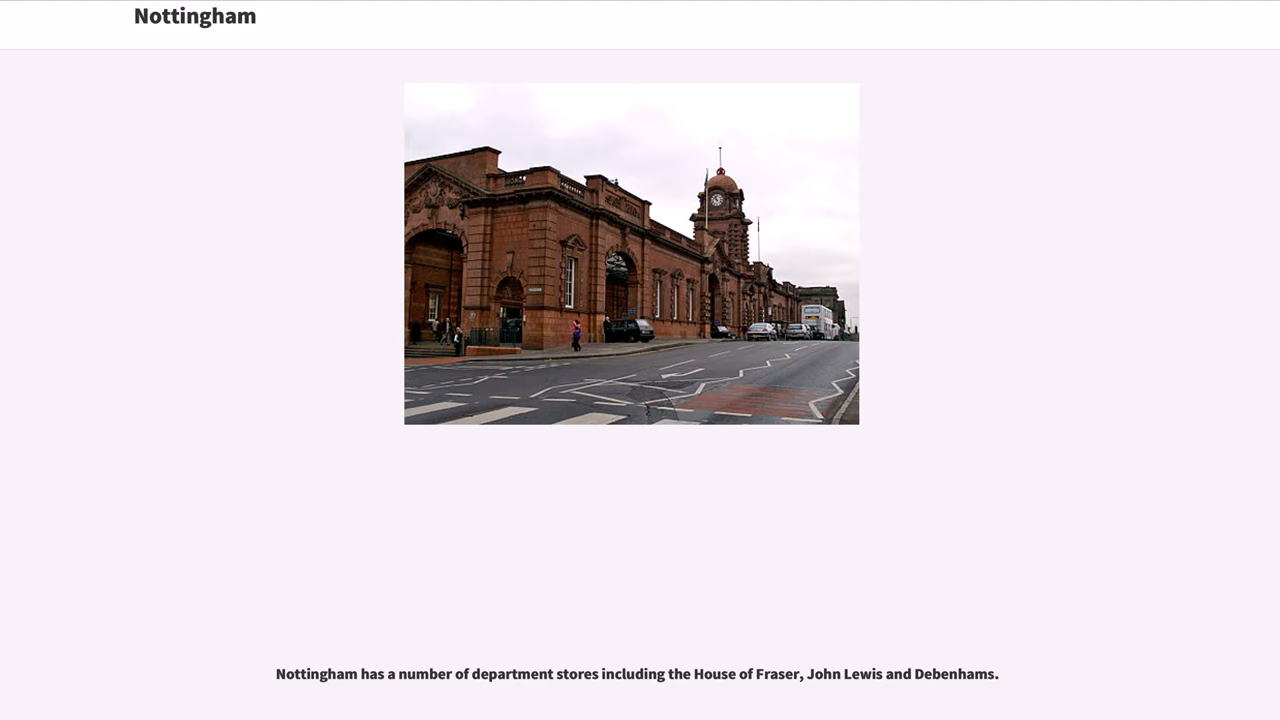 Nottingham
Nottingham has a number of department stores including the House of Fraser, John Lewis and Debenhams.